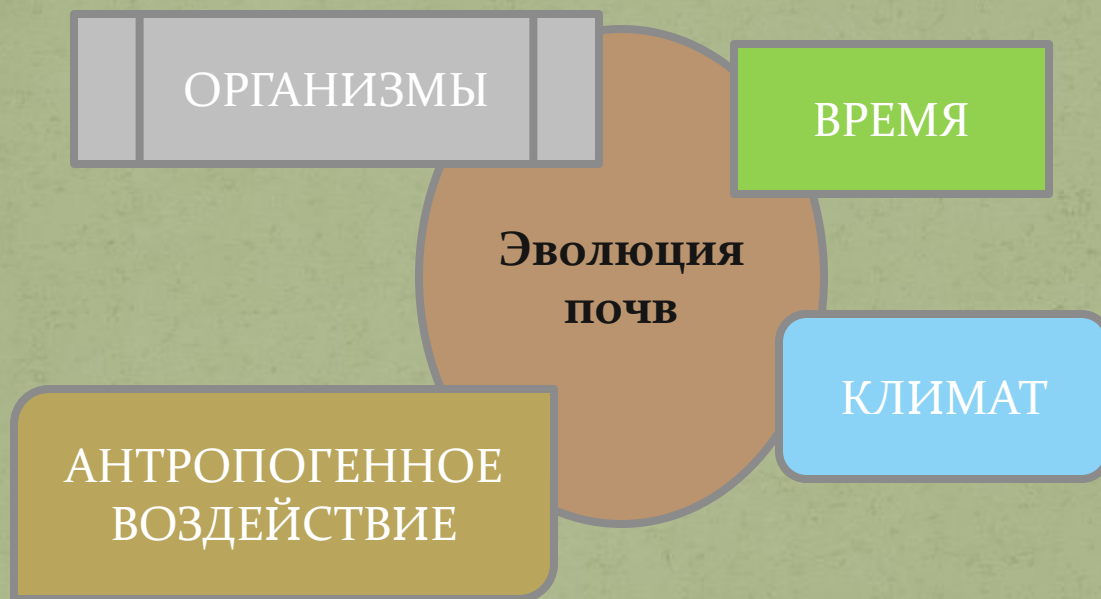 ОРГАНИЗМЫ
ВРЕМЯ
Эволюция
почв
КЛИМАТ
АНТРОПОГЕННОЕ
ВОЗДЕЙСТВИЕ